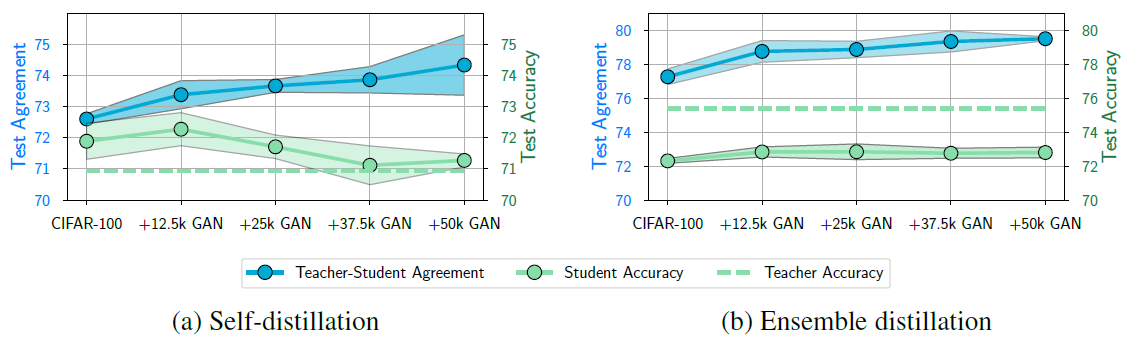 Test Agreement
75
74
73
72
71
70
75
74
73
72
71
70
Test Accuracy
CIFAR-100 +12.5k GAN +25k GAN +37.5k GAN +50k GAN
Test Agreement
80
78
76
74
72
70
80
78
76
74
72
70
Test Accuracy
CIFAR-100 +12.5k GAN +25k GAN +37.5k GAN +50k GAN
Teacher-Student Agreement Student Accuracy Teacher Accuracy
(a) Self-distillation
(b) Ensemble distillation